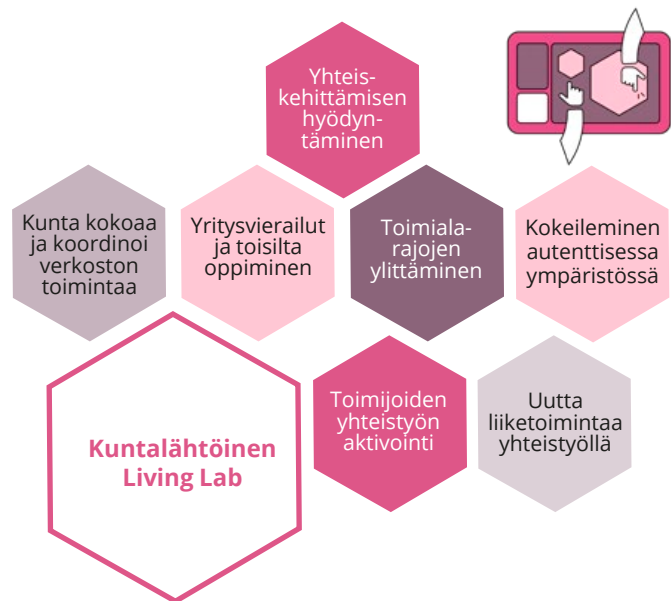 Yhteis-
kehittämisen
hyödyn-
täminen
Kunta kokoaa
ja koordinoi
verkoston
toimintaa
Yritysvierailut
ja toisilta
oppiminen
Toimiala-
rajojen
ylittäminen
Kokeileminen
autenttisessa
ympäristössä
Kuntalähtöinen
Living Lab
Toimijoiden
yhteistyön
aktivointi
Uutta
liiketoimintaa
yhteistyöllä